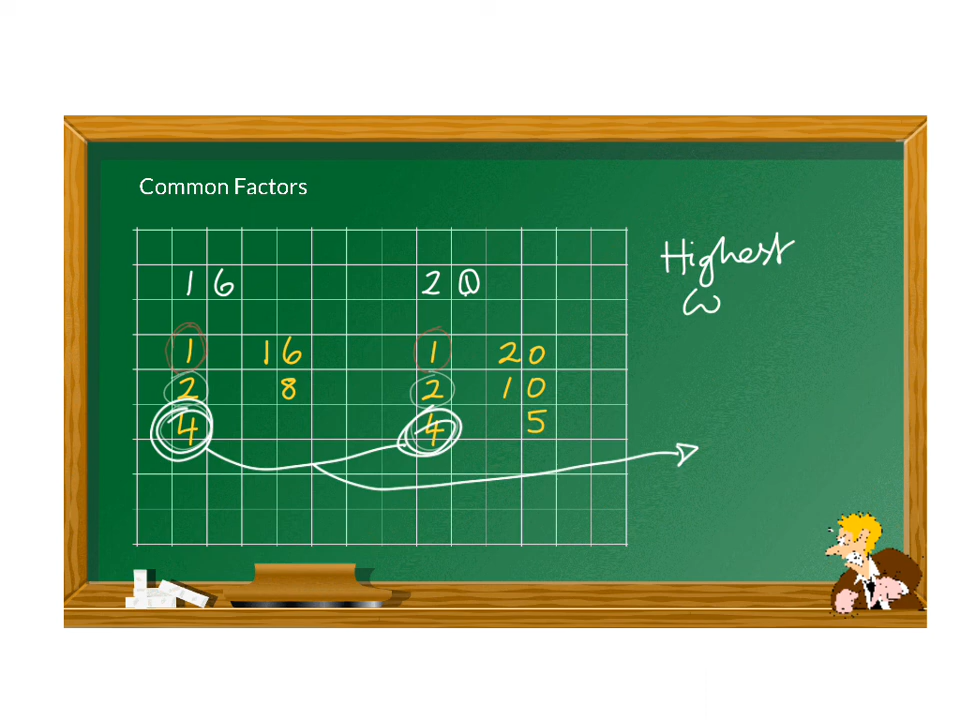 Common Factors
Highest
16 20
1 16 1 20
2 8 2 10
4 4 5